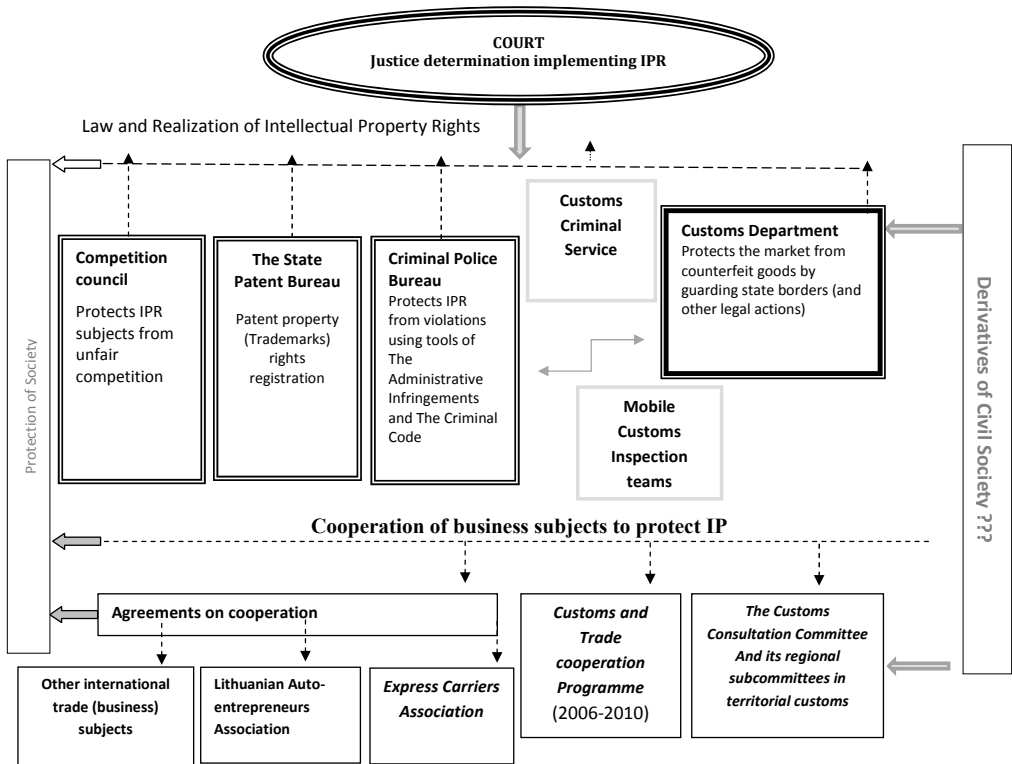 COURT
Justice determination implementing IPR
Law and Realization of Intellectual Property Rights
Protection of Society
Competition
council
Protects IPR
subjects from
unfair
competition
The State
Patent Bureau
Patent property
(Trademarks)
rights
registration
Criminal Police
Bureau
Protects IPR
from violations
using tools of
The
Administrative
Infringements
and The Criminal
Code
Customs
Criminal
Service
Customs Department
Protects the market from
counterfeit goods by
guarding state borders (and
other legal actions)
Mobile
Customs
Inspection
teams
Derivatives of Civil Society ???
Cooperation of business subjects to protect IP
Agreements on cooperation
Other international
trade (business)
subjects
Lithuanian Auto-
entrepreneurs
Association
Express Carriers
Association
Customs and
Trade
cooperation
Programme
(2006-2010)
The Customs
Consultation Committee
And its regional
subcommittees in
territorial customs